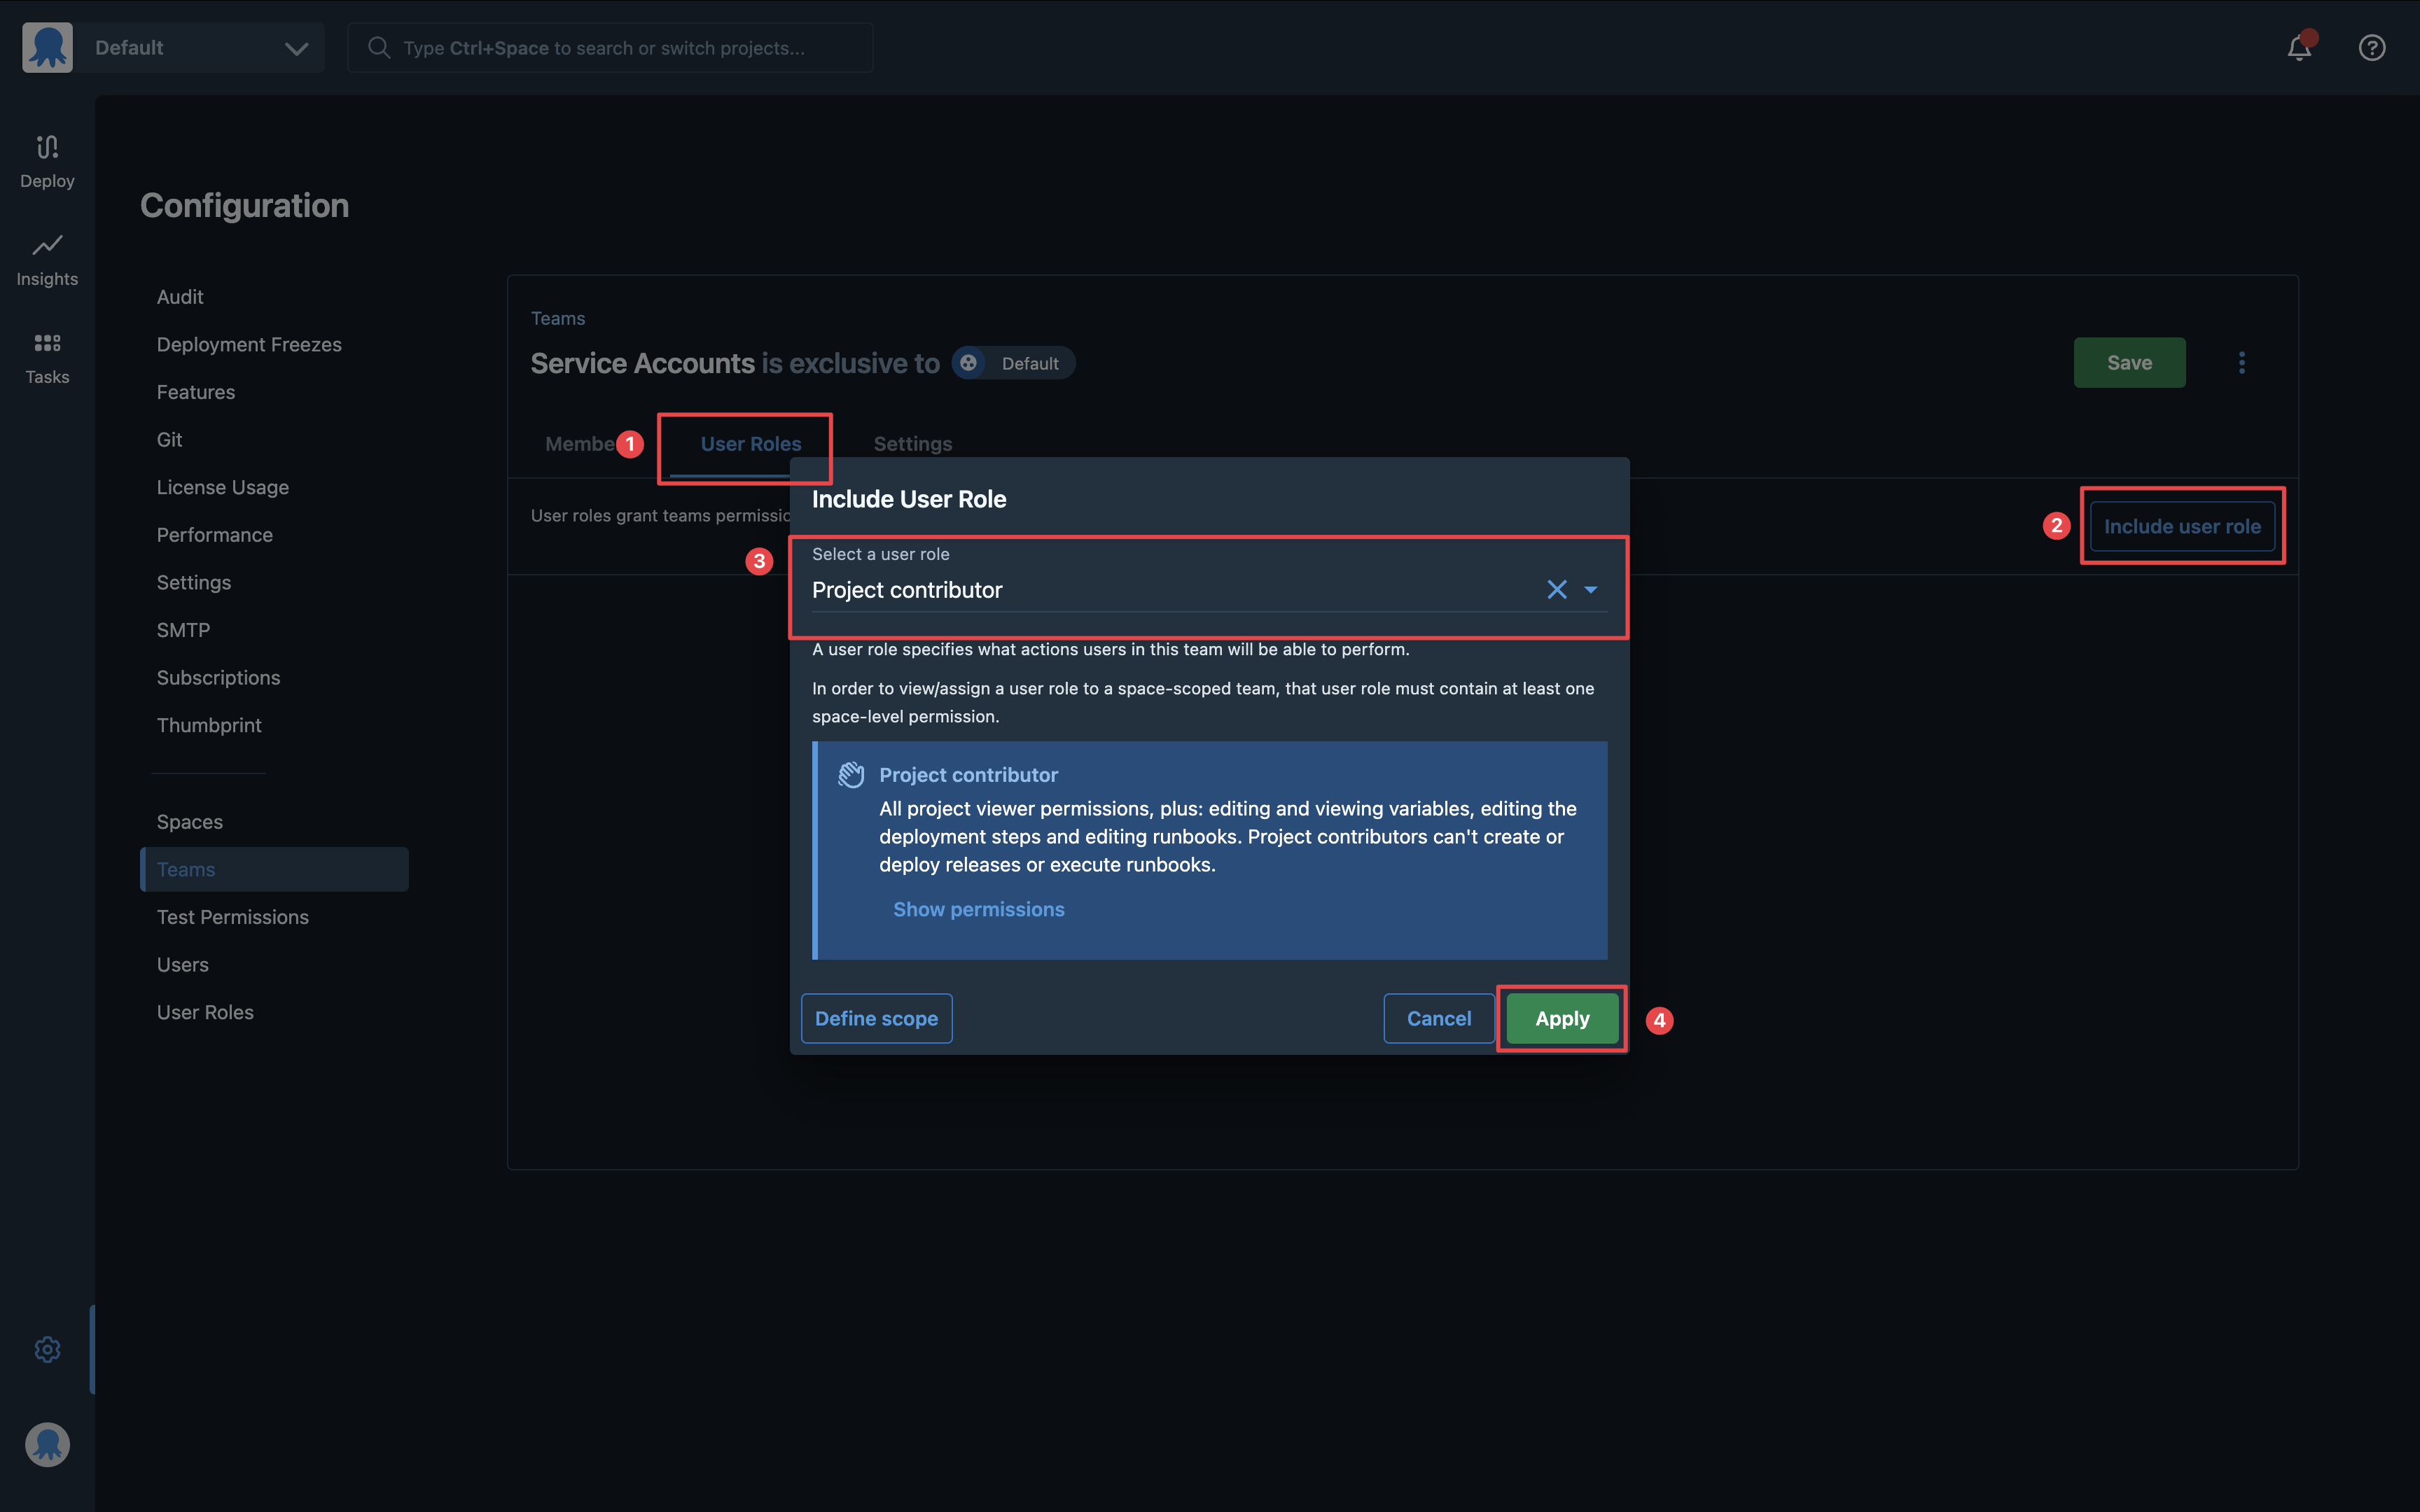 Default
Type Ctrl+Space to search or switch projects...
Deploy
Insights
Tasks
Configuration
Audit
Deployment Freezes
Features
Git
License Usage
Performance
Settings
SMTP
Subscriptions
Thumbprint
Spaces
Teams
Test Permissions
Users
User Roles
Teams
Service Accounts is exclusive to Default
Save
Membe 1 User Roles Settings
User roles grant teams permissio
2 Include user role
Include User Role
3 Select a user role
Project contributor
A user role specifies what actions users in this team will be able to perform.
In order to view/assign a user role to a space-scoped team, that user role must contain at least one
space-level permission.
Project contributor
All project viewer permissions, plus: editing and viewing variables, editing the
deployment steps and editing runbooks. Project contributors can't create or
deploy releases or execute runbooks.
Show permissions
Define scope Cancel Apply 4